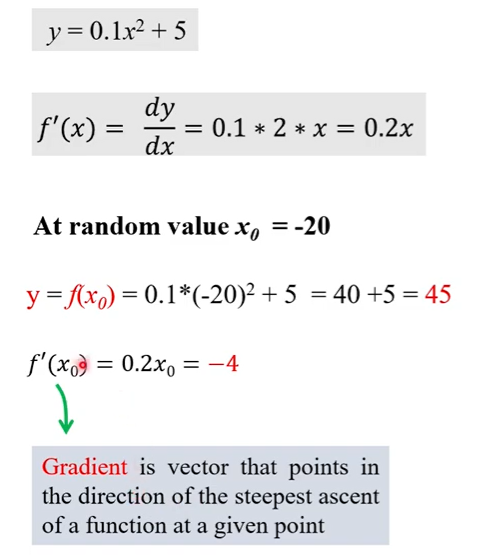 y = 0.1x² + 5
f′(x) = dy/dx = 0.1 * 2 * x = 0.2x
At random value x₀ = -20
y = f(x₀) = 0.1*(-20)² + 5 = 40 +5 = 45
f′(x₀) = 0.2x₀ = −4
Gradient is vector that points in
the direction of the steepest ascent
of a function at a given point